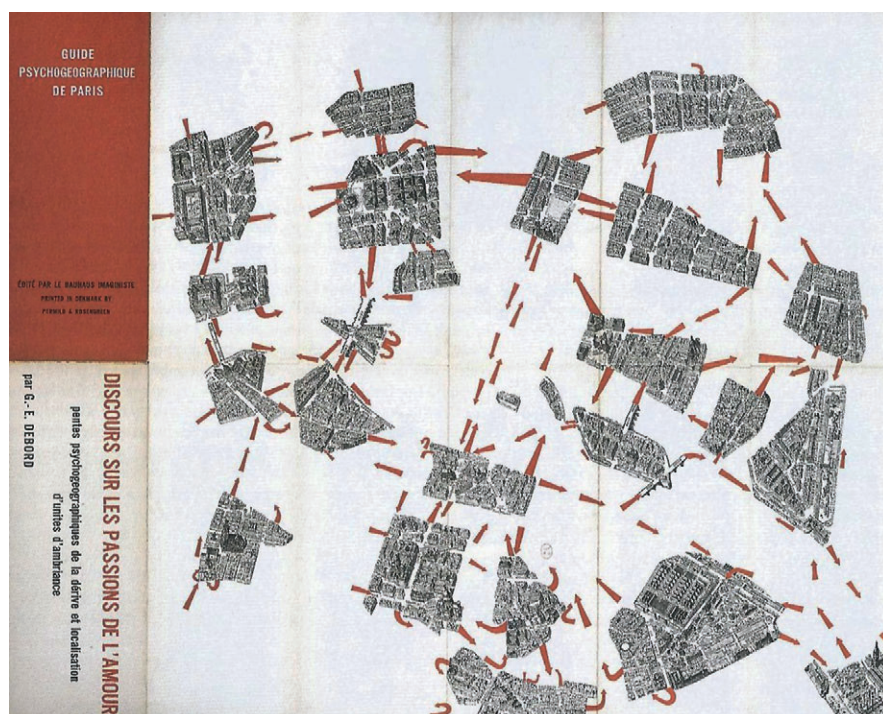 GUIDE
PSYCHOGEOGRAPHIQUE
DE PARIS
ÉDITÉ PAR LE BAUHAUS IMAGINISTE
PRINTED IN DENMARK BY
PERMILD & ROSENGREEN
DISCOURS SUR LES PASSIONS DE L'AMOUR
pentes psychogeographiques de la dérive et localisation
d'unites d'ambiance
par G.-E. DEBORD